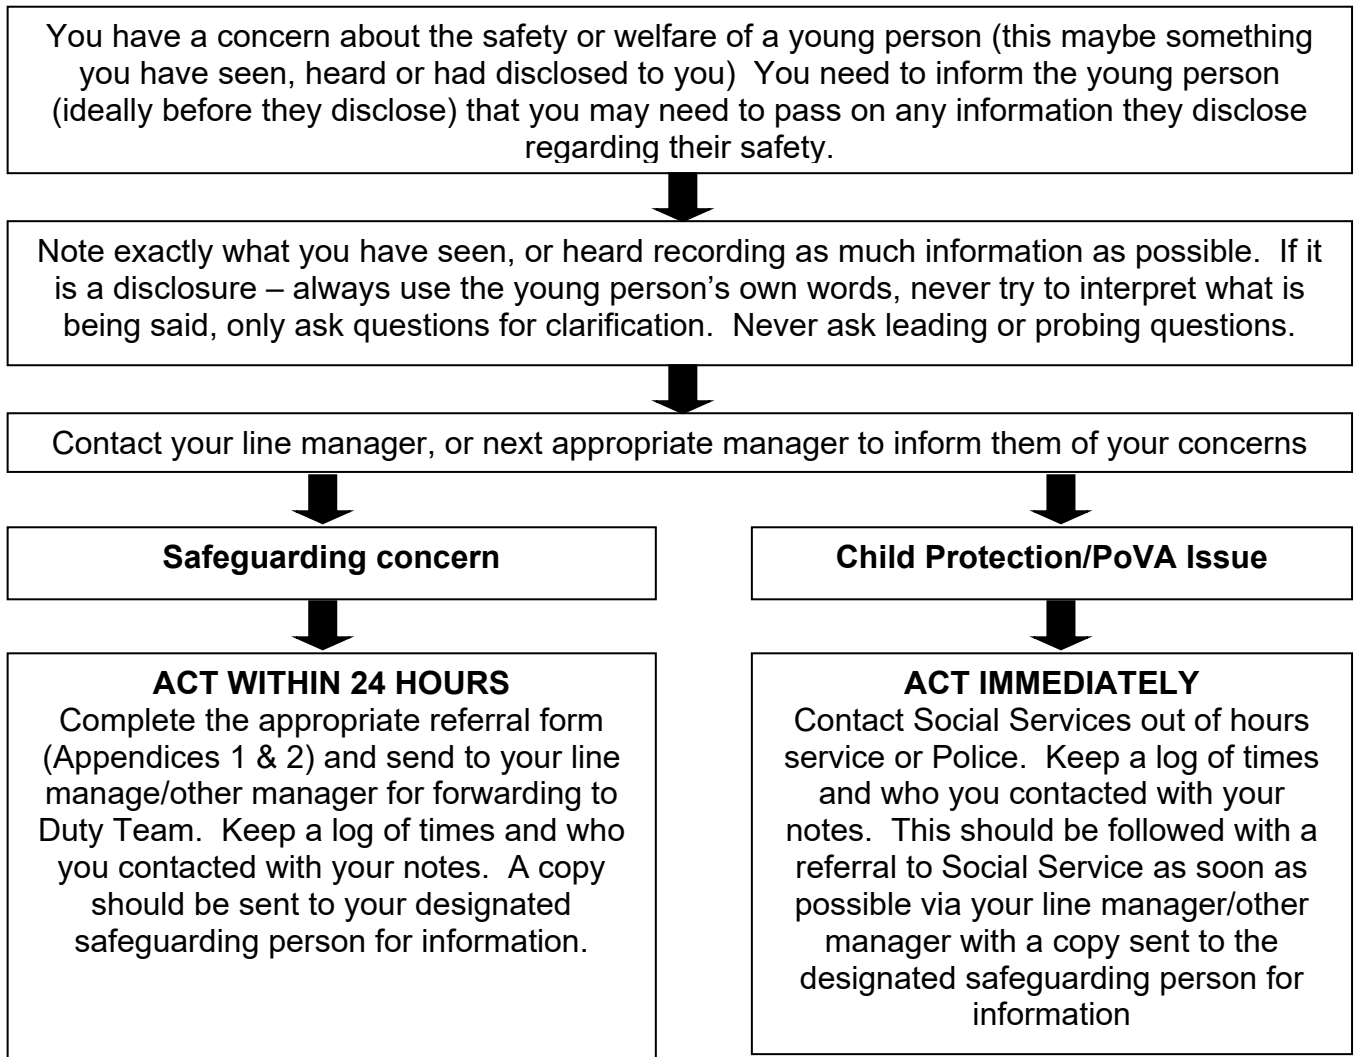 You have a concern about the safety or welfare of a young person (this maybe something
you have seen, heard or had disclosed to you)  You need to inform the young person
(ideally before they disclose) that you may need to pass on any information they disclose
regarding their safety.
Note exactly what you have seen, or heard recording as much information as possible.  If it
is a disclosure – always use the young person’s own words, never try to interpret what is
being said, only ask questions for clarification.  Never ask leading or probing questions.
Contact your line manager, or next appropriate manager to inform them of your concerns
Safeguarding concern
ACT WITHIN 24 HOURS
Complete the appropriate referral form
(Appendices 1 & 2) and send to your line
manage/other manager for forwarding to
Duty Team.  Keep a log of times and who
you contacted with your notes.  A copy
should be sent to your designated
safeguarding person for information.
Child Protection/PoVA Issue
ACT IMMEDIATELY
Contact Social Services out of hours
service or Police.  Keep a log of times
and who you contacted with your
notes.  This should be followed with a
referral to Social Service as soon as
possible via your line manager/other
manager with a copy sent to the
designated safeguarding person for
information